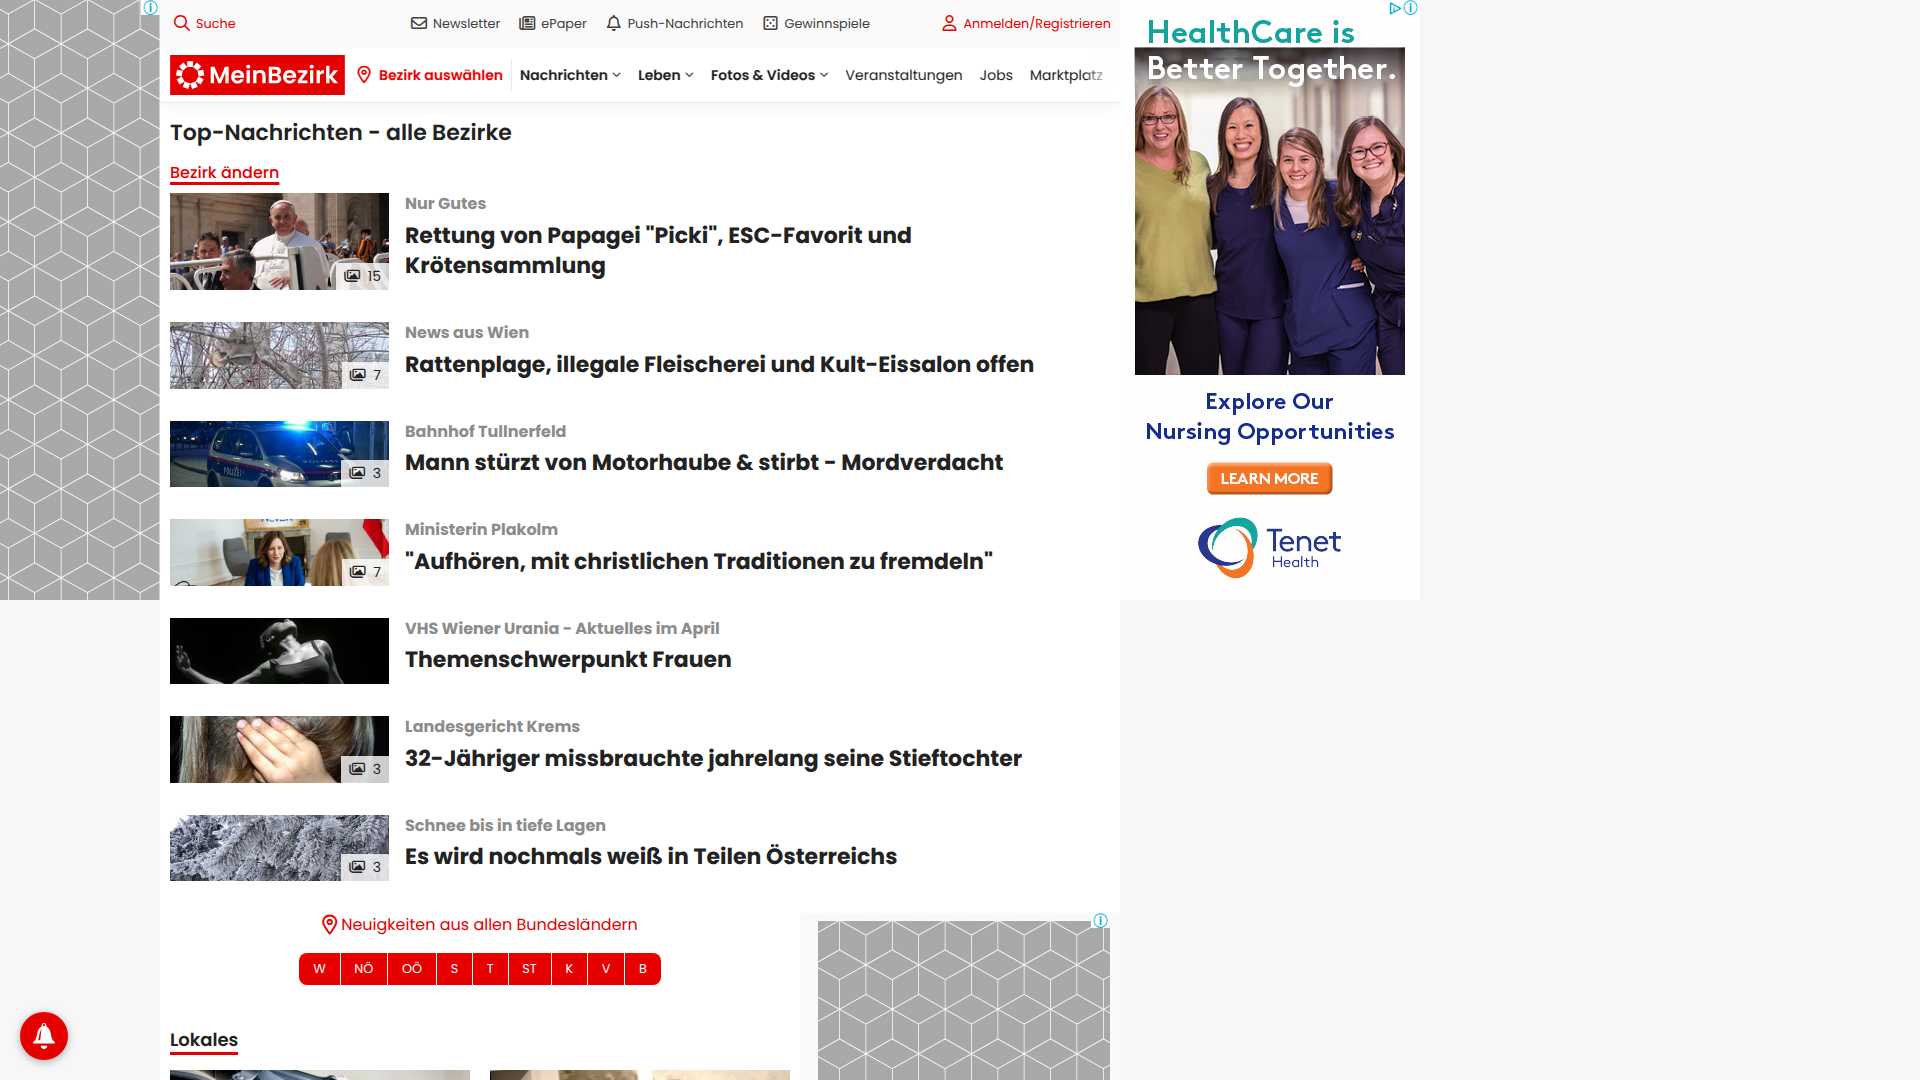 Suche
Newsletter
ePaper
Push-Nachrichten
Gewinnspiele
Anmelden/Registrieren
MeinBezirk
Bezirk auswählen
Nachrichten
Leben
Fotos & Videos
Veranstaltungen
Jobs
Marktplatz
Top-Nachrichten - alle Bezirke
Bezirk ändern
15
Nur Gutes
Rettung von Papagei "Picki", ESC-Favorit und
Krötensammlung
7
News aus Wien
Rattenplage, illegale Fleischerei und Kult-Eissalon offen
POLIZEI
3
Bahnhof Tullnerfeld
Mann stürzt von Motorhaube & stirbt - Mordverdacht
7
Ministerin Plakolm
"Aufhören, mit christlichen Traditionen zu fremdeln"
VHS Wiener Urania - Aktuelles im April
Themenschwerpunkt Frauen
3
Landesgericht Krems
32-Jähriger missbrauchte jahrelang seine Stieftochter
3
Schnee bis in tiefe Lagen
Es wird nochmals weiß in Teilen Österreichs
Neuigkeiten aus allen Bundesländern
W NÖ OÖ S T ST K V B
Lokales
HealthCare is
Better Together.
Explore Our
Nursing Opportunities
LEARN MORE
Tenet
Health